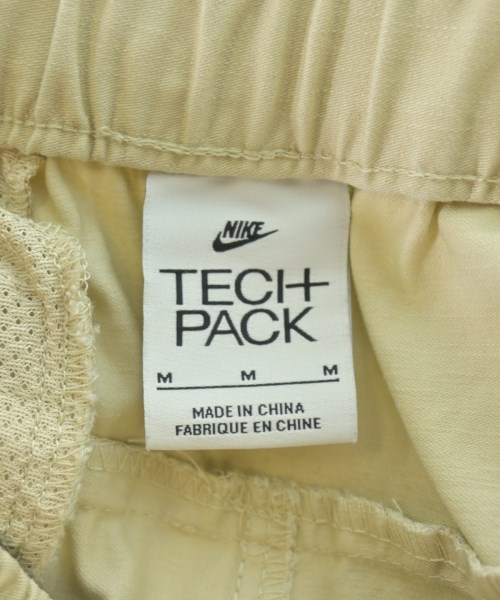 NIKE
TECH
PACK
M M M
MADE IN CHINA
FABRIQUE EN CHINE